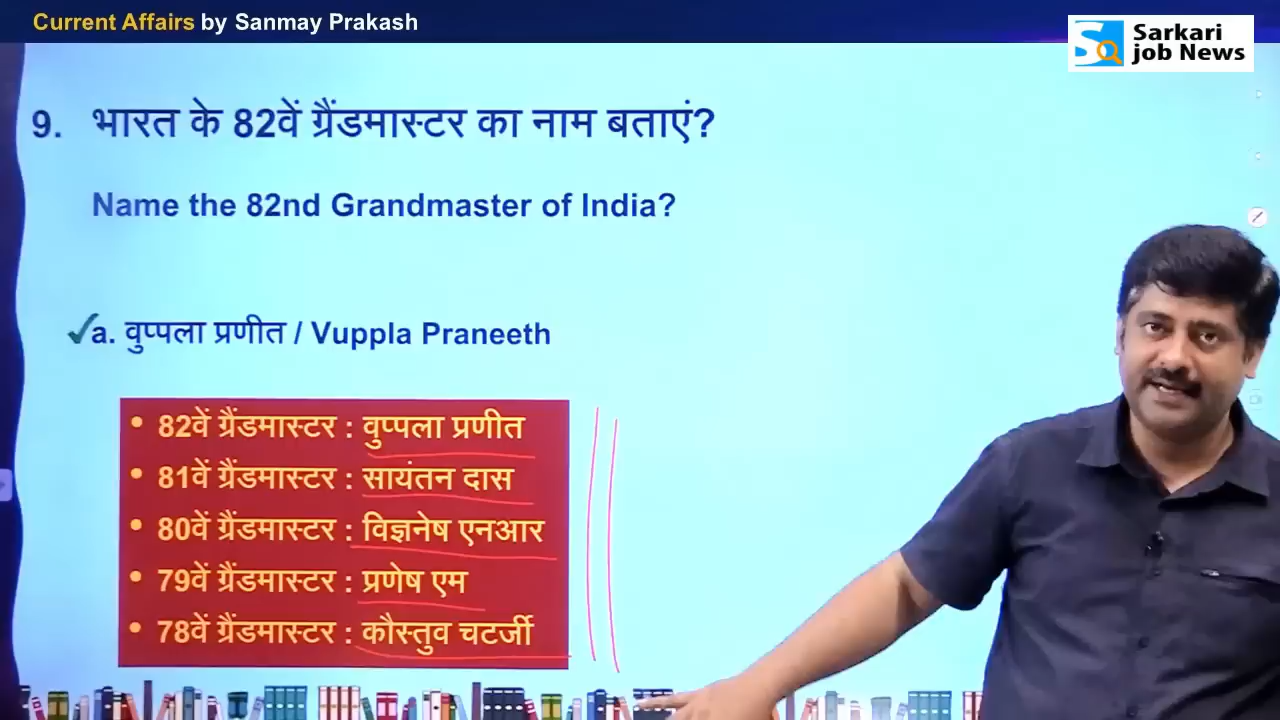 Current Affairs by Sanmay Prakash
Sarkari
Job News
9. भारत के 82वें ग्रैंडमास्टर का नाम बताएं?
Name the 82nd Grandmaster of India?
a. वुप्पला प्रणीत / Vuppla Praneeth
• 82वें ग्रैंडमास्टर : वुप्पला प्रणीत
• 81वें ग्रैंडमास्टर : सायंतन दास
• 80वें ग्रैंडमास्टर : विज्ञनेष एनआर
• 79वें ग्रैंडमास्टर : प्रणेष एम
• 78वें ग्रैंडमास्टर : कौस्तुव चटर्जी